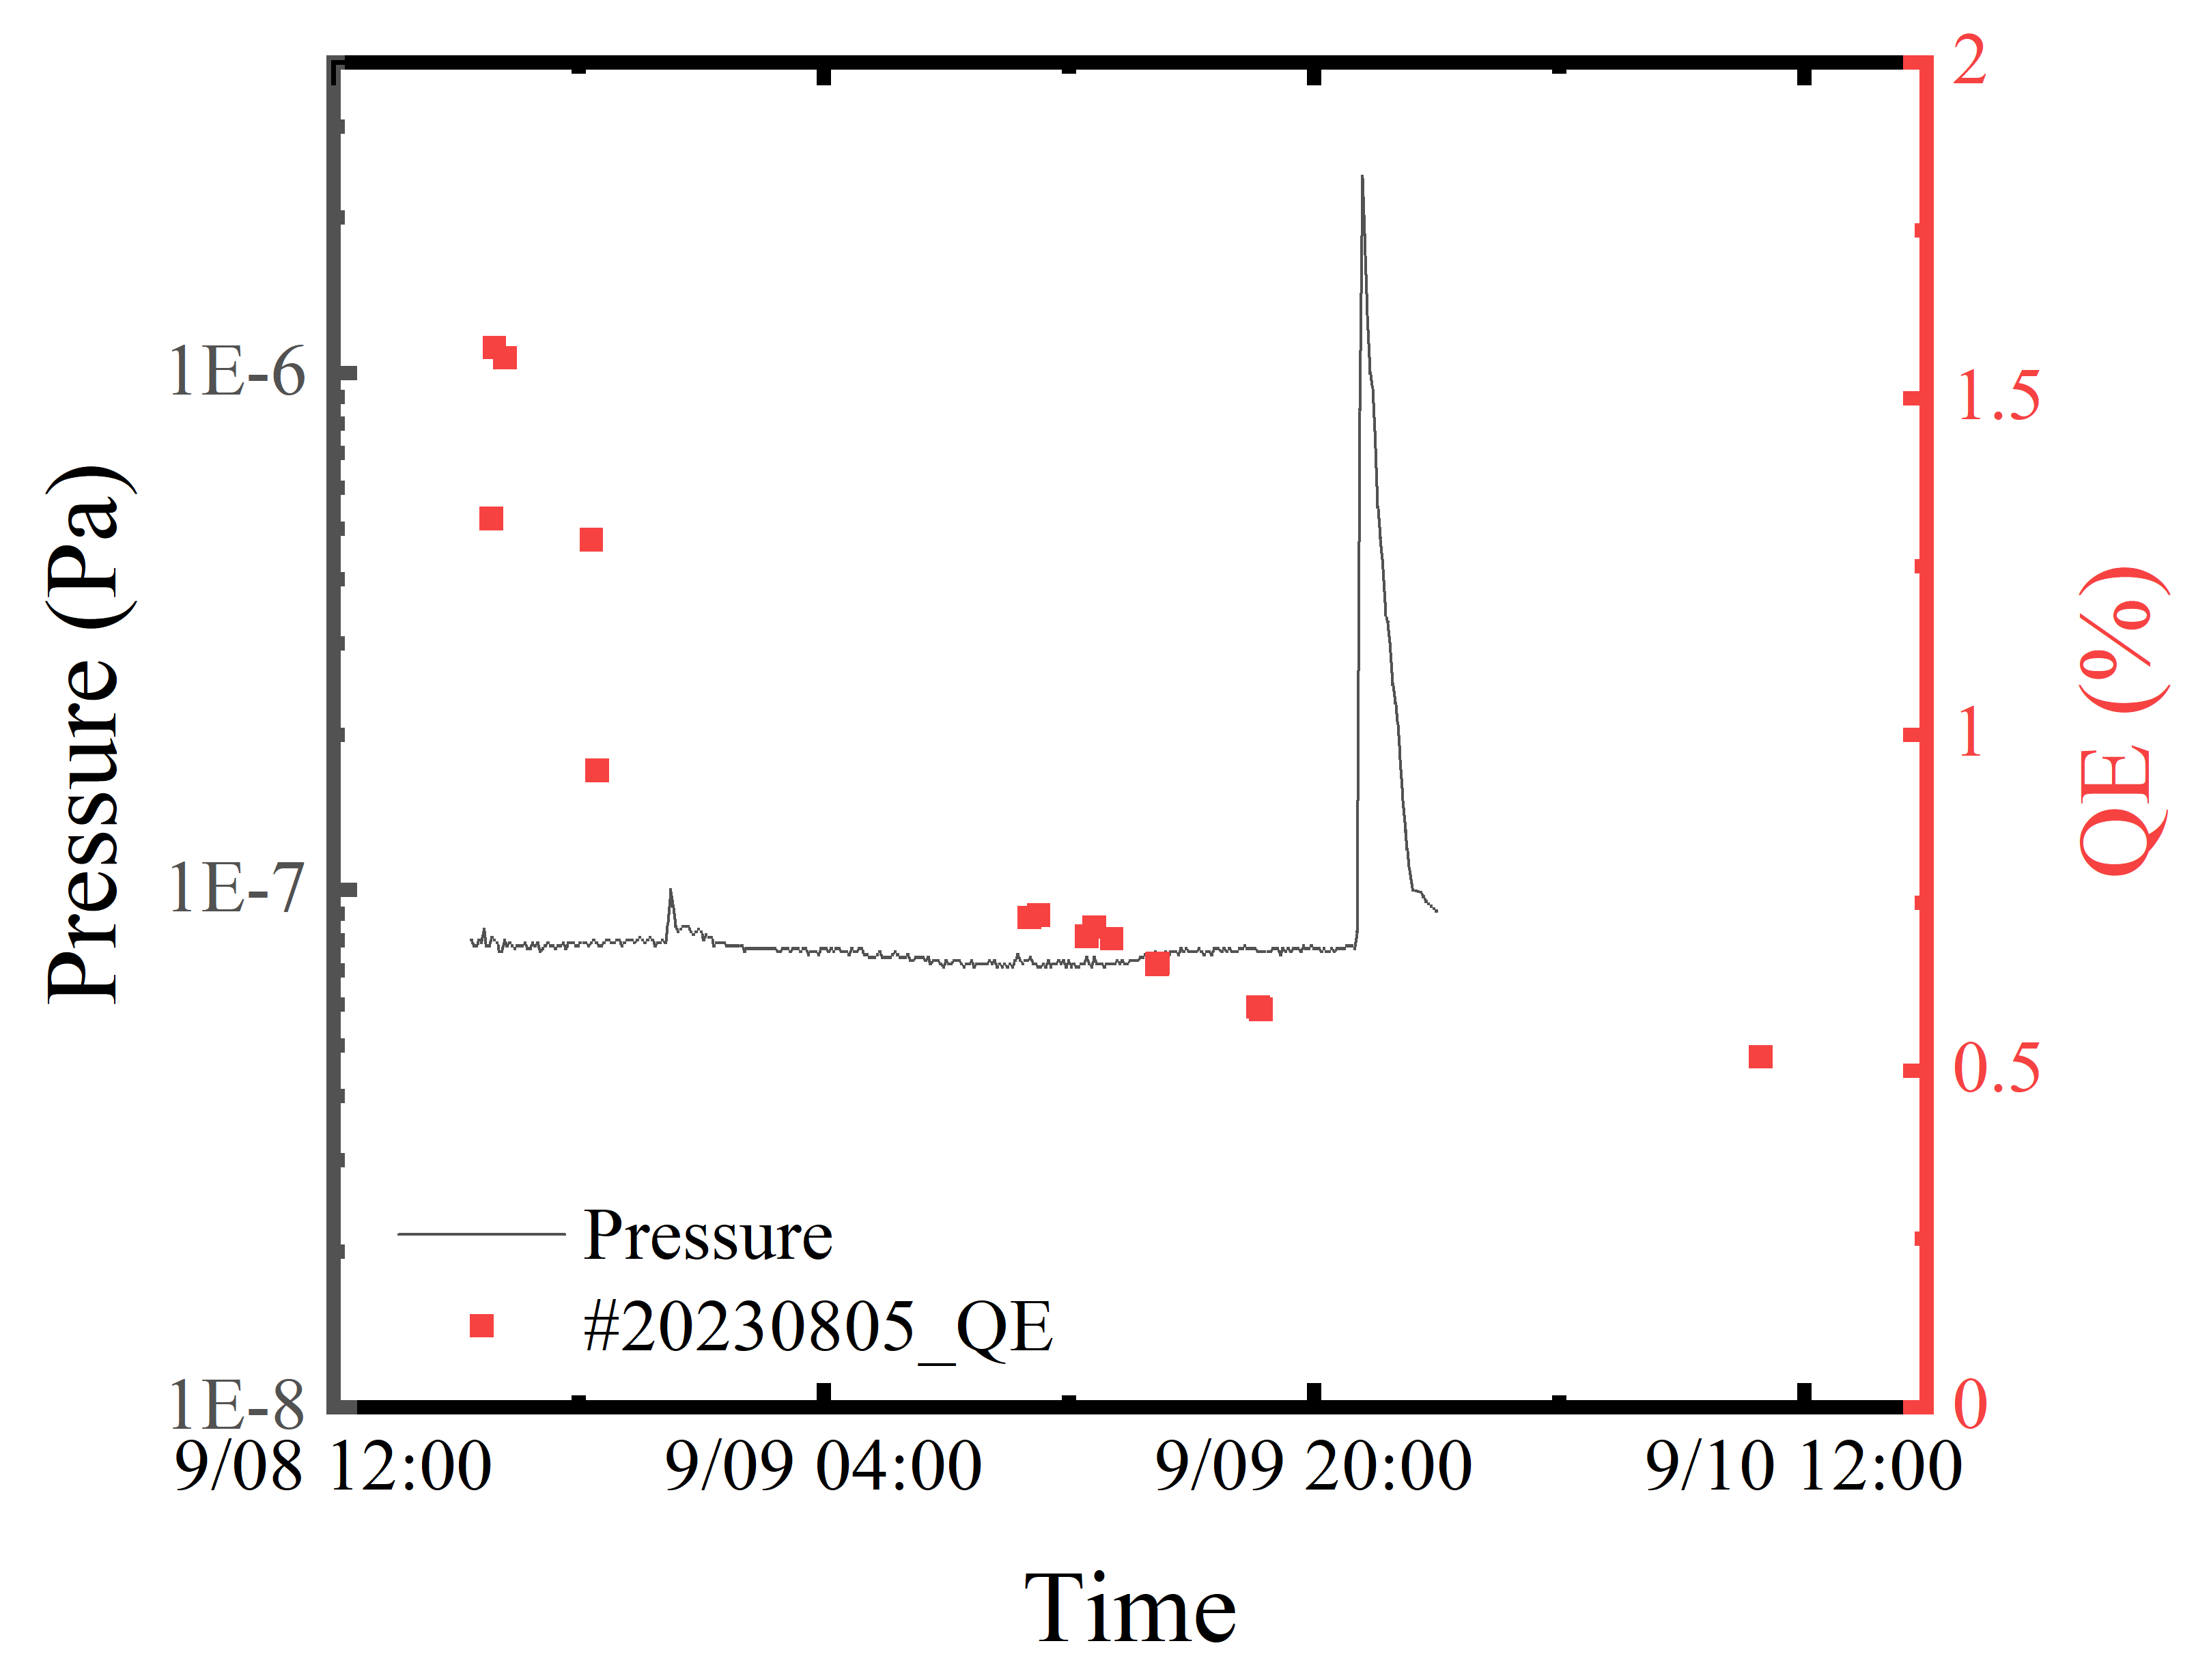 2
1E-6
1.5
Pressure (Pa)
1
QE (%)
1E-7
0.5
Pressure
#20230805_QE
1E-8
0
9/08 12:00 9/09 04:00 9/09 20:00 9/10 12:00
Time